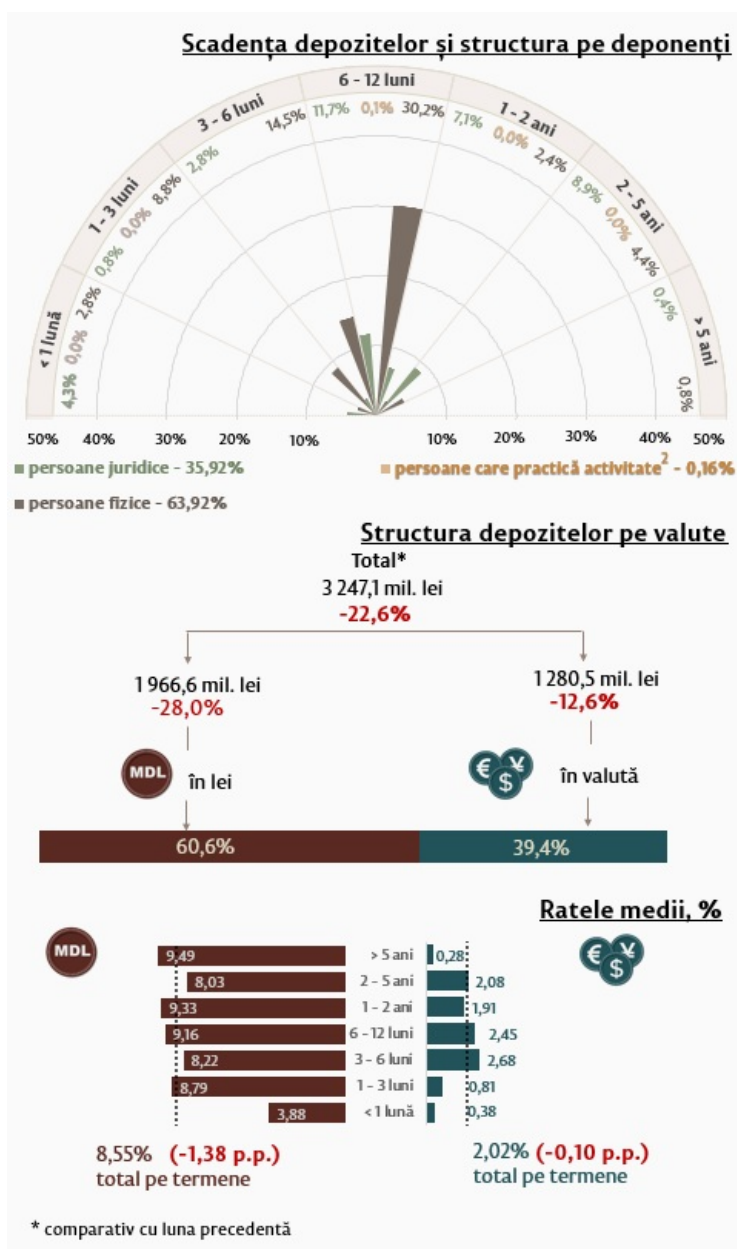 Scadența depozitelor și structura pe deponenți
< 1 lună
1 - 3 luni
3 - 6 luni
6 - 12 luni
1 - 2 ani
2 - 5 ani
> 5 ani
4,3% 0,0% 2,8%
0,8% 0,0% 8,8%
2,8% 14,5%
11,7% 0,1% 30,2%
7,1% 0,0% 2,4%
8,9% 0,0% 4,4%
0,4% 0,8%
50% 40% 30% 20% 10% 10% 20% 30% 40% 50%
persoane juridice - 35,92%
persoane care practică activitate2 - 0,16%
persoane fizice - 63,92%
Structura depozitelor pe valute
Total*
3 247,1 mil. lei
-22,6%
1 966,6 mil. lei
-28,0%
1 280,5 mil. lei
-12,6%
MDL
în lei
€ ¥ $
în valută
60,6% 39,4%
Ratele medii, %
MDL
€ ¥ $
9,49 > 5 ani 0,28
8,03 2 - 5 ani 2,08
9,33 1 - 2 ani 1,91
9,16 6 - 12 luni 2,45
8,22 3 - 6 luni 2,68
8,79 1 - 3 luni 0,81
3,88 < 1 lună 0,38
8,55% (-1,38 p.p.)
total pe termene
2,02% (-0,10 p.p.)
total pe termene
* comparativ cu luna precedentă